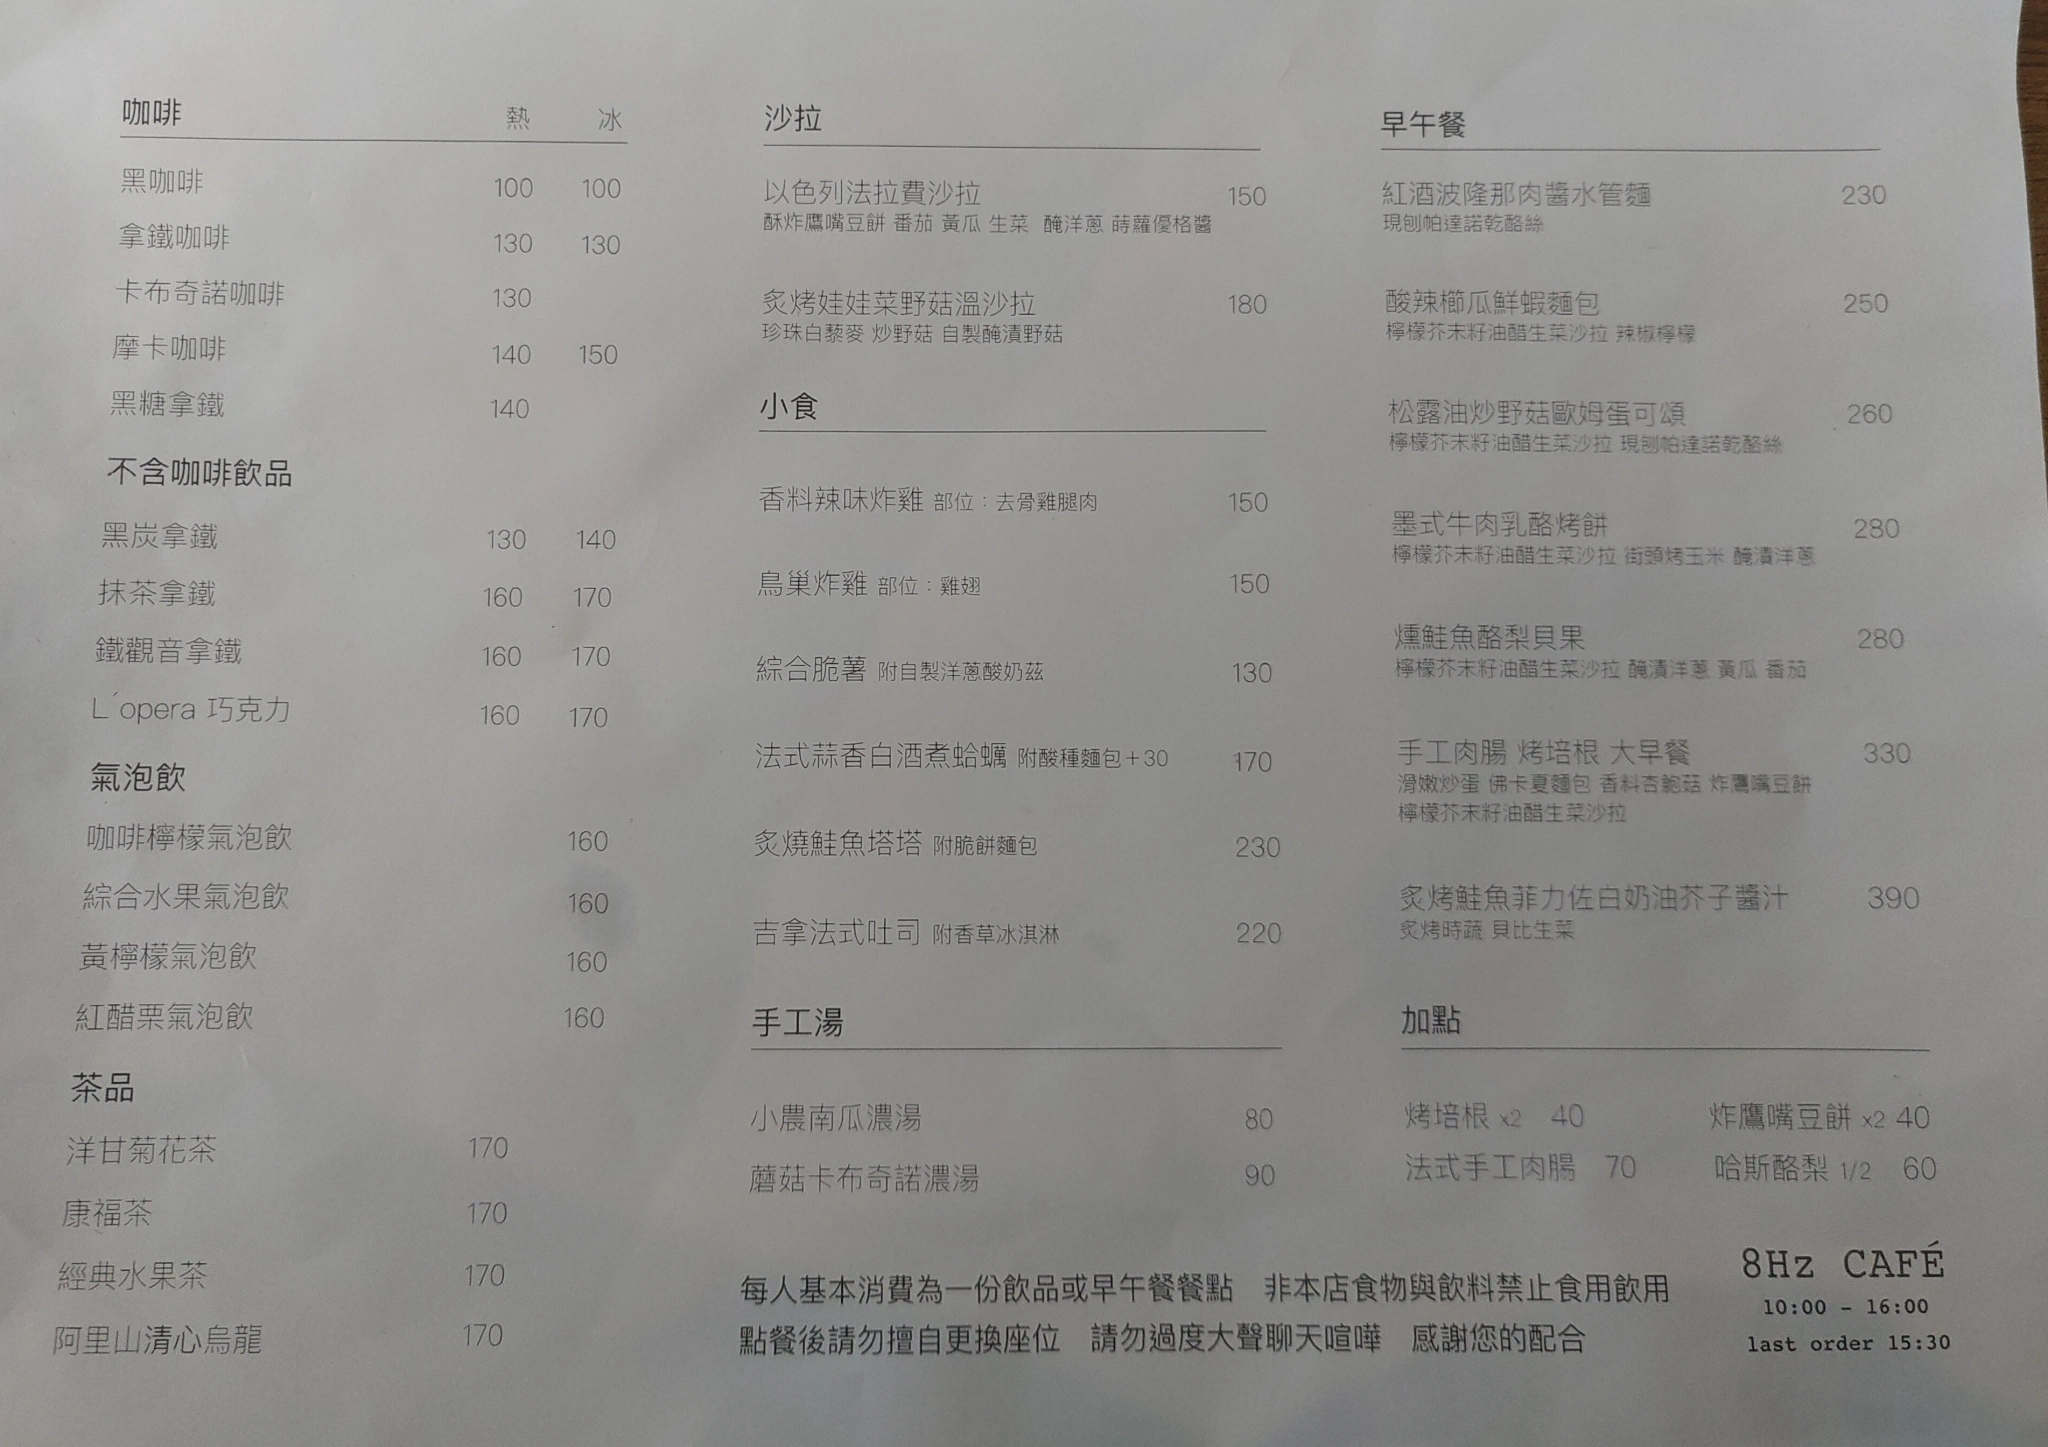 咖啡 熱 冰
黑咖啡 100 100
拿鐵咖啡 130 130
卡布奇諾咖啡 130
摩卡咖啡 140 150
黑糖拿鐵 140
不含咖啡飲品
黑炭拿鐵 130 140
抹茶拿鐵 160 170
鐵觀音拿鐵 160 170
L´opera 巧克力 160 170
氣泡飲
咖啡檸檬氣泡飲 160
綜合水果氣泡飲 160
黃檸檬氣泡飲 160
紅醋栗氣泡飲 160
茶品
洋甘菊花茶 170
康福茶 170
經典水果茶 170
阿里山清心烏龍 170
沙拉
以色列法拉費沙拉 150
酥炸鷹嘴豆餅 番茄 黃瓜 生菜 醃洋蔥 蒔蘿優格醬
炙烤娃娃菜野菇溫沙拉 180
珍珠白藜麥 炒野菇 自製醃漬野菇
小食
香料辣味炸雞 部位：去骨雞腿肉 150
鳥巢炸雞 部位：雞翅 150
綜合脆薯 附自製洋蔥酸奶茲 130
法式蒜香白酒煮蛤蠣 附酸種麵包＋30 170
炙燒鮭魚塔塔 附脆餅麵包 230
吉拿法式吐司 附香草冰淇淋 220
手工湯
小農南瓜濃湯 80
蘑菇卡布奇諾濃湯 90
早午餐
紅酒波隆那肉醬水管麵 230
現刨帕達諾乾酪絲
酸辣櫛瓜鮮蝦麵包 250
檸檬芥末籽油醋生菜沙拉 辣椒檸檬
松露油炒野菇歐姆蛋可頌 260
檸檬芥末籽油醋生菜沙拉 現刨帕達諾乾酪絲
墨式牛肉乳酪烤餅 280
檸檬芥末籽油醋生菜沙拉 街頭烤玉米 醃漬洋蔥
燻鮭魚酪梨貝果 280
檸檬芥末籽油醋生菜沙拉 醃漬洋蔥 黃瓜 番茄
手工肉腸 烤培根 大早餐 330
滑嫩炒蛋 佛卡夏麵包 香料杏鮑菇 炸鷹嘴豆餅
檸檬芥末籽油醋生菜沙拉
炙烤鮭魚菲力佐白奶油芥子醬汁 390
炙烤時蔬 貝比生菜
加點
烤培根 x2 40 炸鷹嘴豆餅 x2 40
法式手工肉腸 70 哈斯酪梨 1/2 60
每人基本消費為一份飲品或早午餐餐點 非本店食物與飲料禁止食用飲用
點餐後請勿擅自更換座位 請勿過度大聲聊天喧嘩 感謝您的配合
8Hz CAFÉ
10:00 - 16:00
last order 15:30